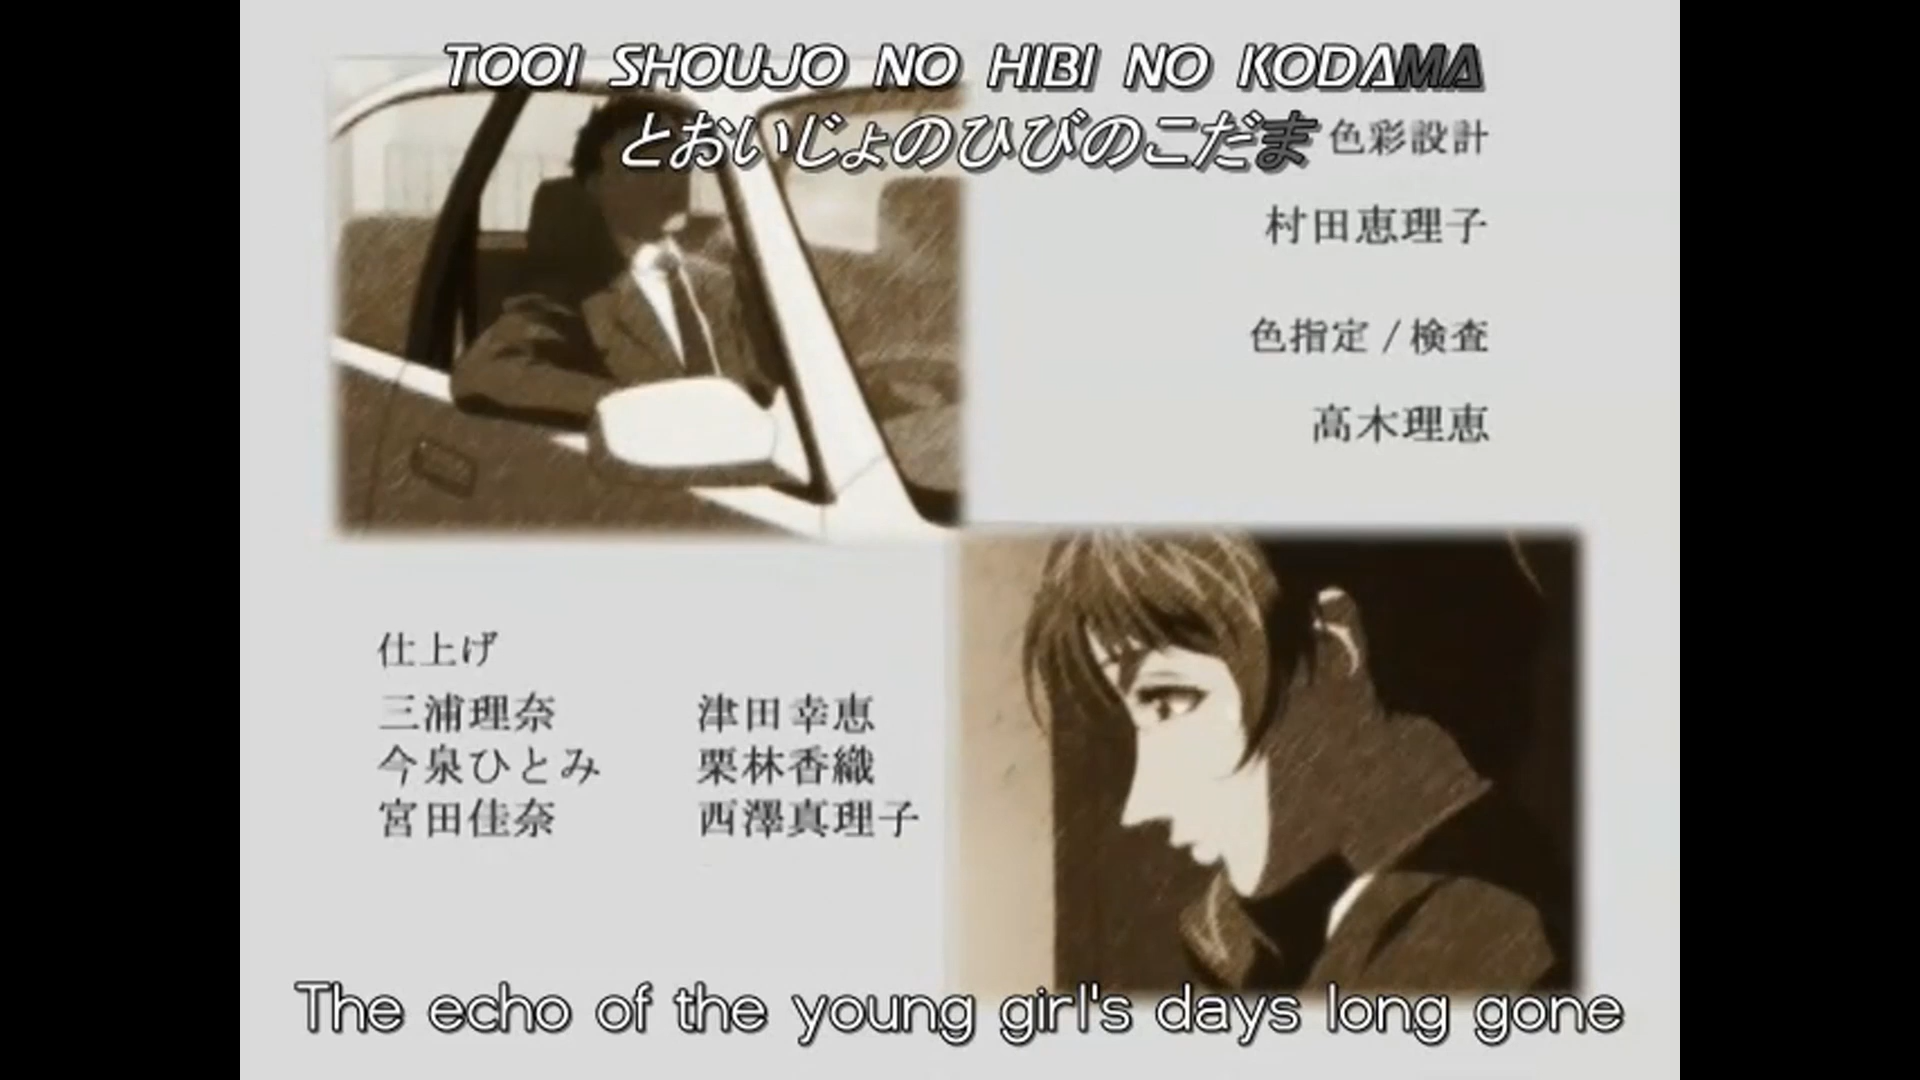 TOOI SHOUJO NO HIBI NO KODAMA
とおいじょのひびのこだま
色彩設計
村田恵理子
色指定 / 検査
高木理恵
仕上げ
三浦理奈 津田幸恵
今泉ひとみ 栗林香織
宮田佳奈 西澤真理子
The echo of the young girl's days long gone